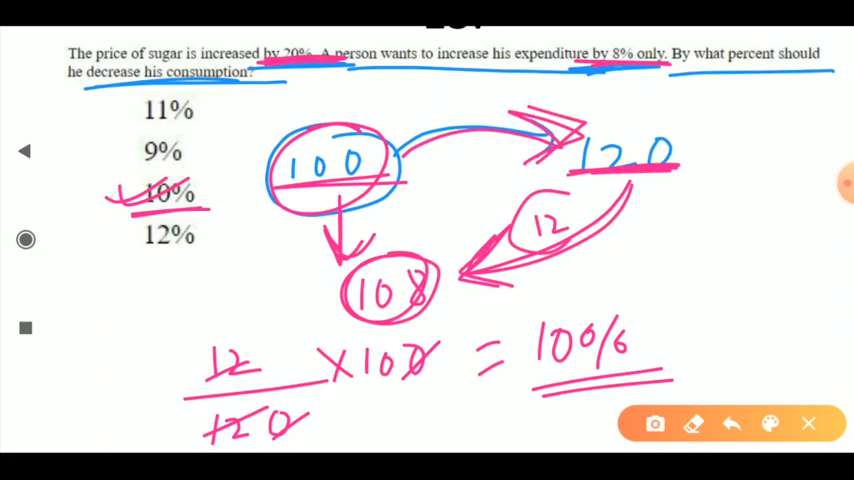 The price of sugar is increased by 20%. A person wants to increase his expenditure by 8% only. By what percent should
he decrease his consumption?
11%
9%
10%
12%
100
120
12
108
12/120 × 100 = 10%